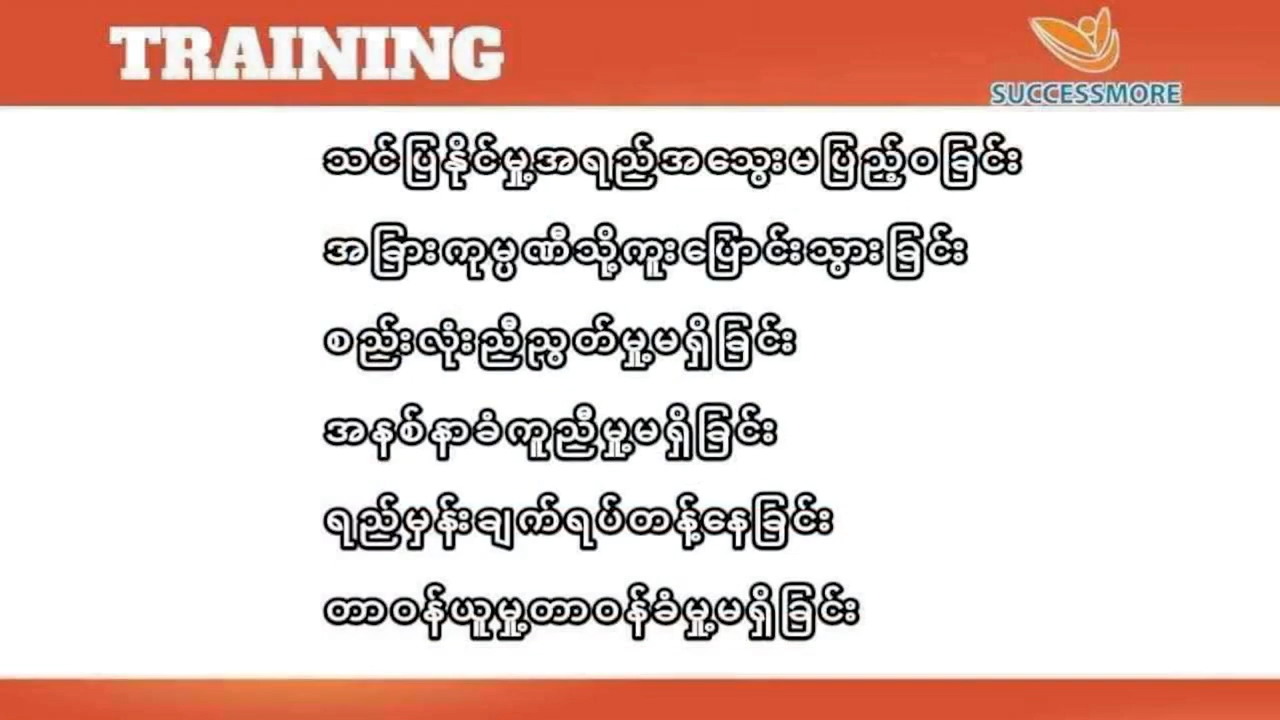 TRAINING
SUCCESSMORE
သင်ပြနိုင်မှု့အရည်အသွေးမပြည့်ဝခြင်း
အခြားကုမ္ပဏီသို့ကူးပြောင်းသွားခြင်း
စည်းလုံးညီညွတ်မှု့မရှိခြင်း
အနစ်နာခံကူညီမှု့မရှိခြင်း
ရည်မှန်းချက်ရပ်တန့်နေခြင်း
တာဝန်ယူမှု့တာဝန်ခံမှု့မရှိခြင်း